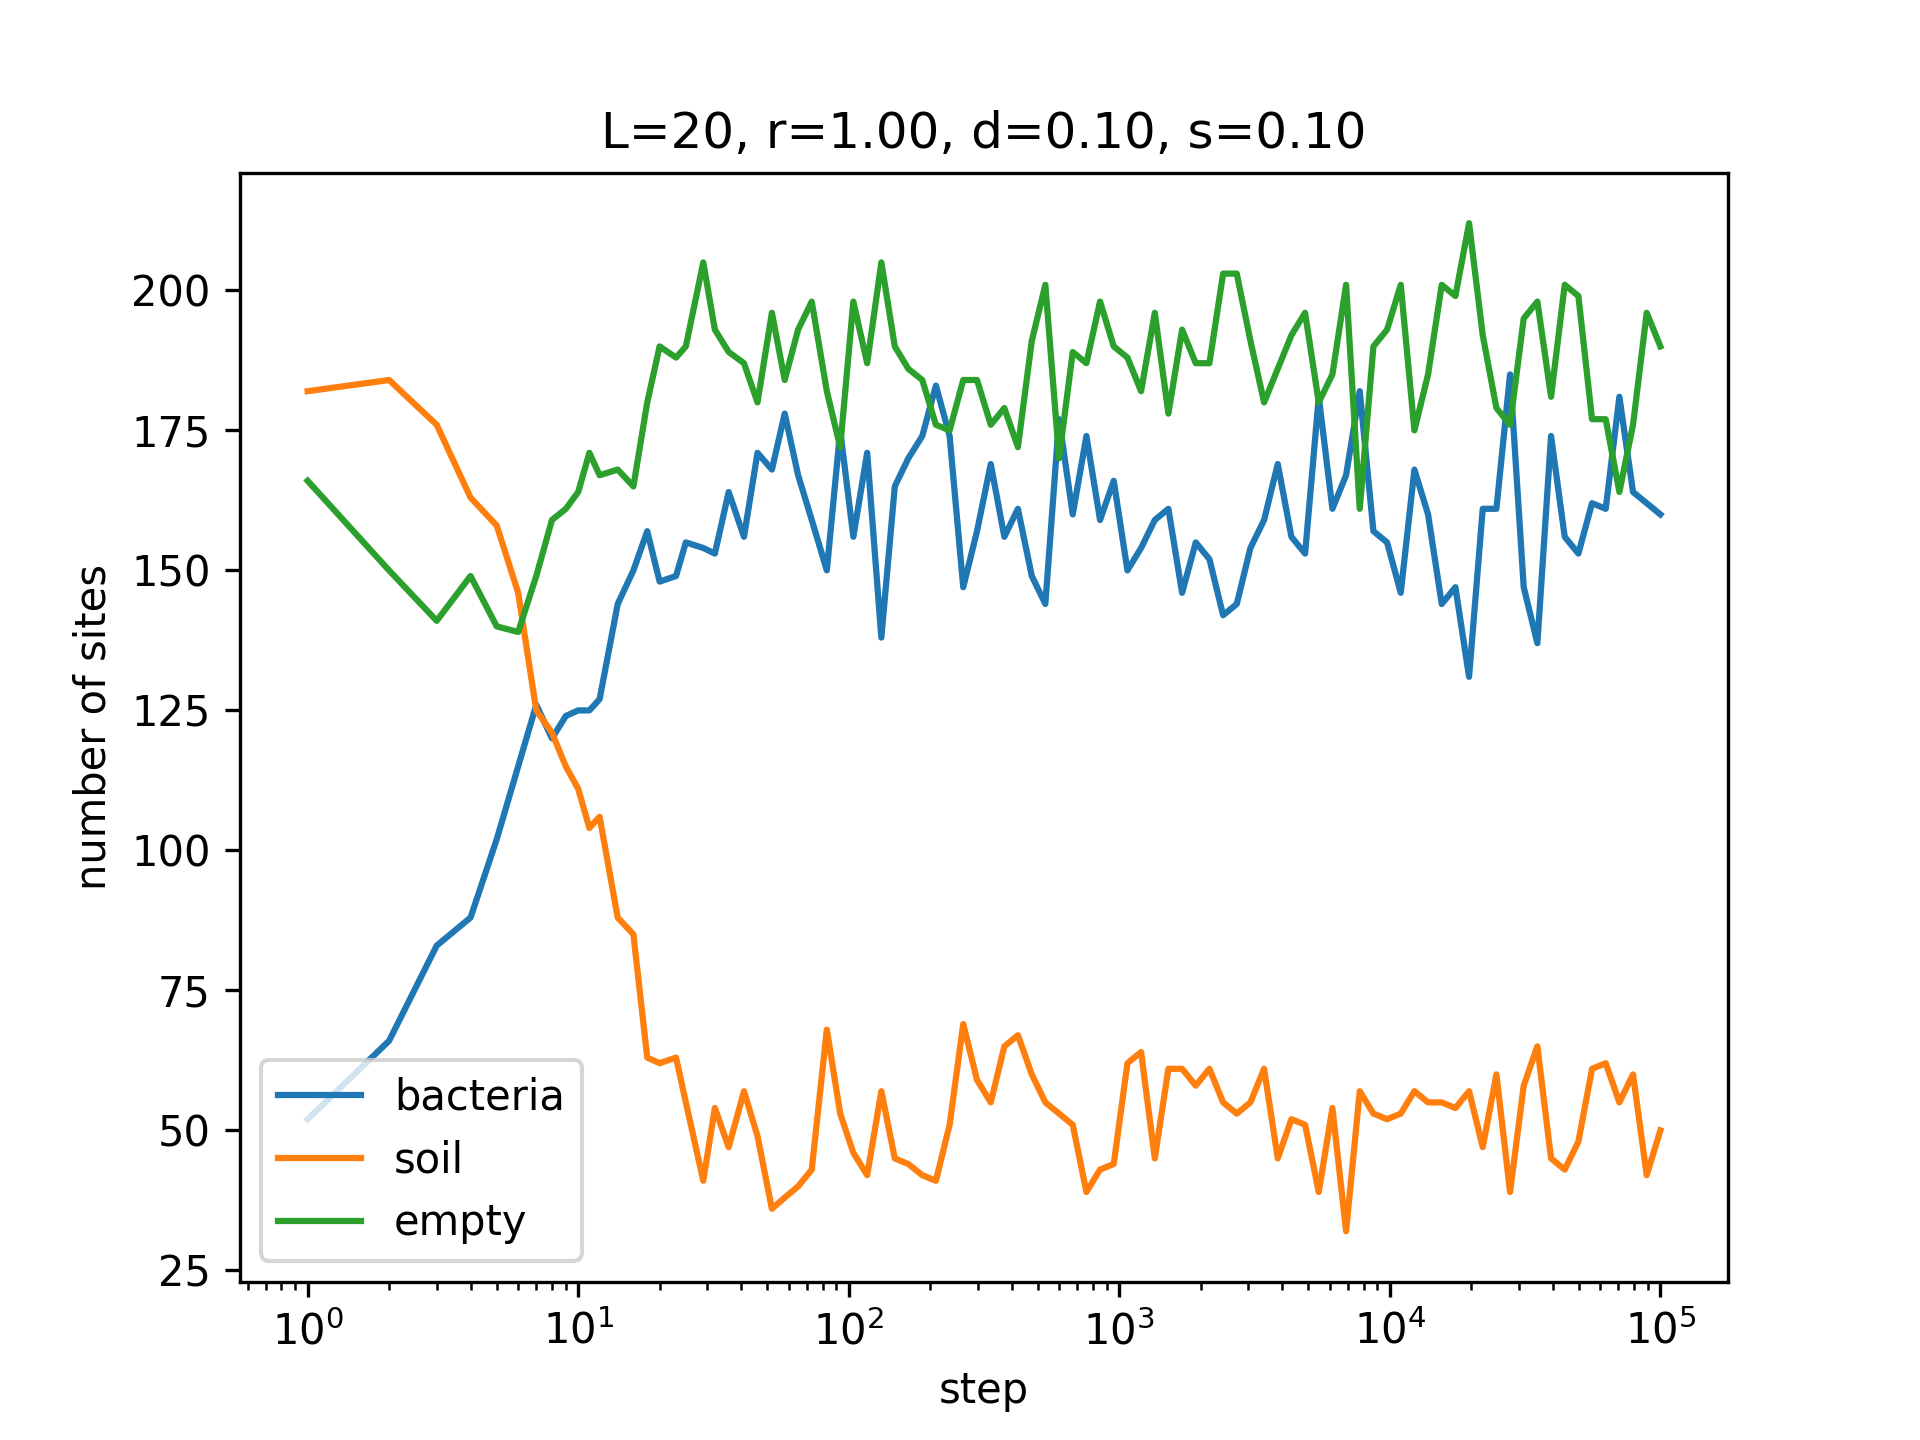 L=20, r=1.00, d=0.10, s=0.10
number of sites
200
175
150
125
100
75
50
25
bacteria
soil
empty
10⁰ 10¹ 10² 10³ 10⁴ 10⁵
step